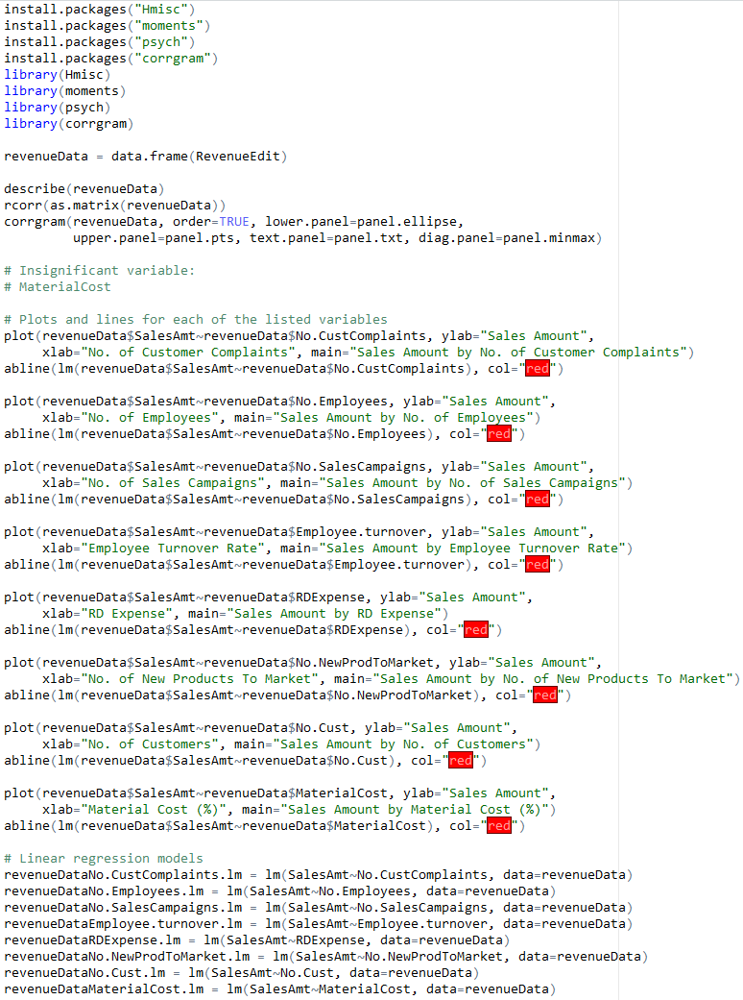 install.packages("Hmisc")
install.packages("moments")
install.packages("psych")
install.packages("corrgram")
library(Hmisc)
library(moments)
library(psych)
library(corrgram)
revenueData = data.frame(RevenueEdit)
describe(revenueData)
rcorr(as.matrix(revenueData))
corrgram(revenueData, order=TRUE, lower.panel=panel.ellipse,
         upper.panel=panel.pts, text.panel=panel.txt, diag.panel=panel.minmax)
# Insignificant variable:
# MaterialCost
# Plots and lines for each of the listed variables
plot(revenueData$SalesAmt~revenueData$No.CustComplaints, ylab="Sales Amount",
     xlab="No. of Customer Complaints", main="Sales Amount by No. of Customer Complaints")
abline(lm(revenueData$SalesAmt~revenueData$No.CustComplaints), col="red")
plot(revenueData$SalesAmt~revenueData$No.Employees, ylab="Sales Amount",
     xlab="No. of Employees", main="Sales Amount by No. of Employees")
abline(lm(revenueData$SalesAmt~revenueData$No.Employees), col="red")
plot(revenueData$SalesAmt~revenueData$No.SalesCampaigns, ylab="Sales Amount",
     xlab="No. of Sales Campaigns", main="Sales Amount by No. of Sales Campaigns")
abline(lm(revenueData$SalesAmt~revenueData$No.SalesCampaigns), col="red")
plot(revenueData$SalesAmt~revenueData$Employee.turnover, ylab="Sales Amount",
     xlab="Employee Turnover Rate", main="Sales Amount by Employee Turnover Rate")
abline(lm(revenueData$SalesAmt~revenueData$Employee.turnover), col="red")
plot(revenueData$SalesAmt~revenueData$RDExpense, ylab="Sales Amount",
     xlab="RD Expense", main="Sales Amount by RD Expense")
abline(lm(revenueData$SalesAmt~revenueData$RDExpense), col="red")
plot(revenueData$SalesAmt~revenueData$No.NewProdToMarket, ylab="Sales Amount",
     xlab="No. of New Products To Market", main="Sales Amount by No. of New Products To Market")
abline(lm(revenueData$SalesAmt~revenueData$No.NewProdToMarket), col="red")
plot(revenueData$SalesAmt~revenueData$No.Cust, ylab="Sales Amount",
     xlab="No. of Customers", main="Sales Amount by No. of Customers")
abline(lm(revenueData$SalesAmt~revenueData$No.Cust), col="red")
plot(revenueData$SalesAmt~revenueData$MaterialCost, ylab="Sales Amount",
     xlab="Material Cost (%)", main="Sales Amount by Material Cost (%)")
abline(lm(revenueData$SalesAmt~revenueData$MaterialCost), col="red")
# Linear regression models
revenueDataNo.CustComplaints.lm = lm(SalesAmt~No.CustComplaints, data=revenueData)
revenueDataNo.Employees.lm = lm(SalesAmt~No.Employees, data=revenueData)
revenueDataNo.SalesCampaigns.lm = lm(SalesAmt~No.SalesCampaigns, data=revenueData)
revenueDataEmployee.turnover.lm = lm(SalesAmt~Employee.turnover, data=revenueData)
revenueDataRDExpense.lm = lm(SalesAmt~RDExpense, data=revenueData)
revenueDataNo.NewProdToMarket.lm = lm(SalesAmt~No.NewProdToMarket, data=revenueData)
revenueDataNo.Cust.lm = lm(SalesAmt~No.Cust, data=revenueData)
revenueDataMaterialCost.lm = lm(SalesAmt~MaterialCost, data=revenueData)